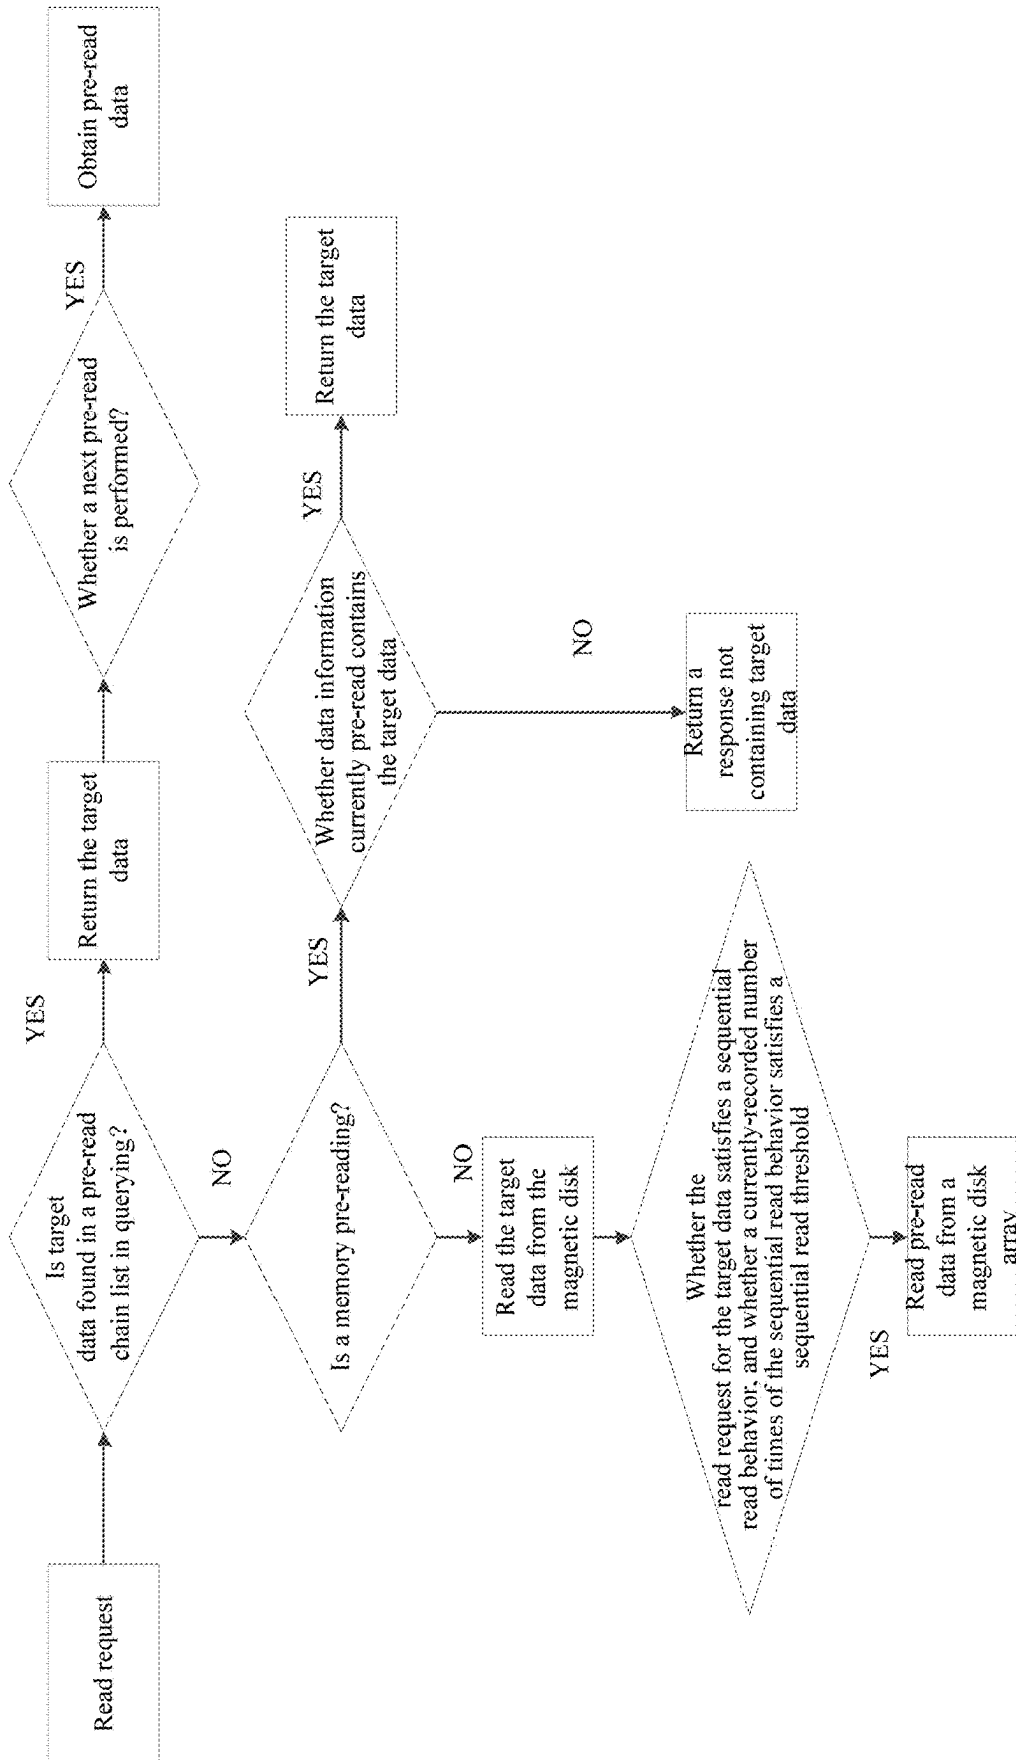 Read request
Is target
data found in a pre-read
chain list in querying?
YES
Return the target
data
Whether a next pre-read
is performed?
YES
Obtain pre-read
data
NO
Is a memory pre-reading?
YES
Whether data information
currently pre-read contains
the target data
YES
Return the target
data
NO
Return a
response not
containing target
data
NO
Read the target
data from the
magnetic disk
Whether the
read request for the target data satisfies a sequential
read behavior, and whether a currently-recorded number
of times of the sequential read behavior satisfies a
sequential read threshold
YES
Read pre-read
data from a
magnetic disk
array